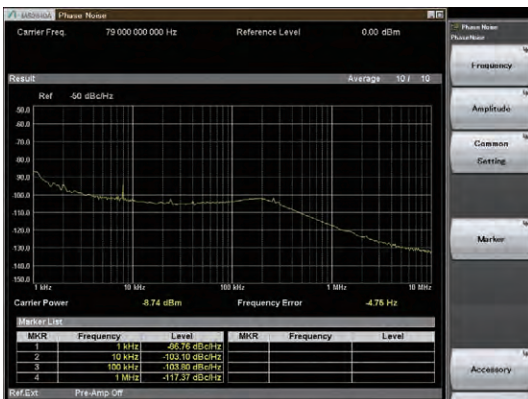 MS2840A Phase Noise
Carrier Freq. 79 000 000 000 Hz Reference Level 0.00 dBm
Result Average 10 / 10
Ref -50 dBc/Hz
-50.0
-60.0
-70.0
-80.0
-90.0
-100.0
-110.0
-120.0
-130.0
-140.0
-150.0
1 kHz 10 kHz 100 kHz 1 MHz 10 MHz
Carrier Power -8.74 dBm Frequency Error -4.75 Hz
Marker List
MKR Frequency Level MKR Frequency Level
1 1 kHz -86.76 dBc/Hz
2 10 kHz -103.10 dBc/Hz
3 100 kHz -103.80 dBc/Hz
4 1 MHz -117.37 dBc/Hz
Ref.Ext Pre-Amp Off
Phase Noise
PhaseNoise
Frequency
Amplitude
Common
Setting
Marker
Accessory